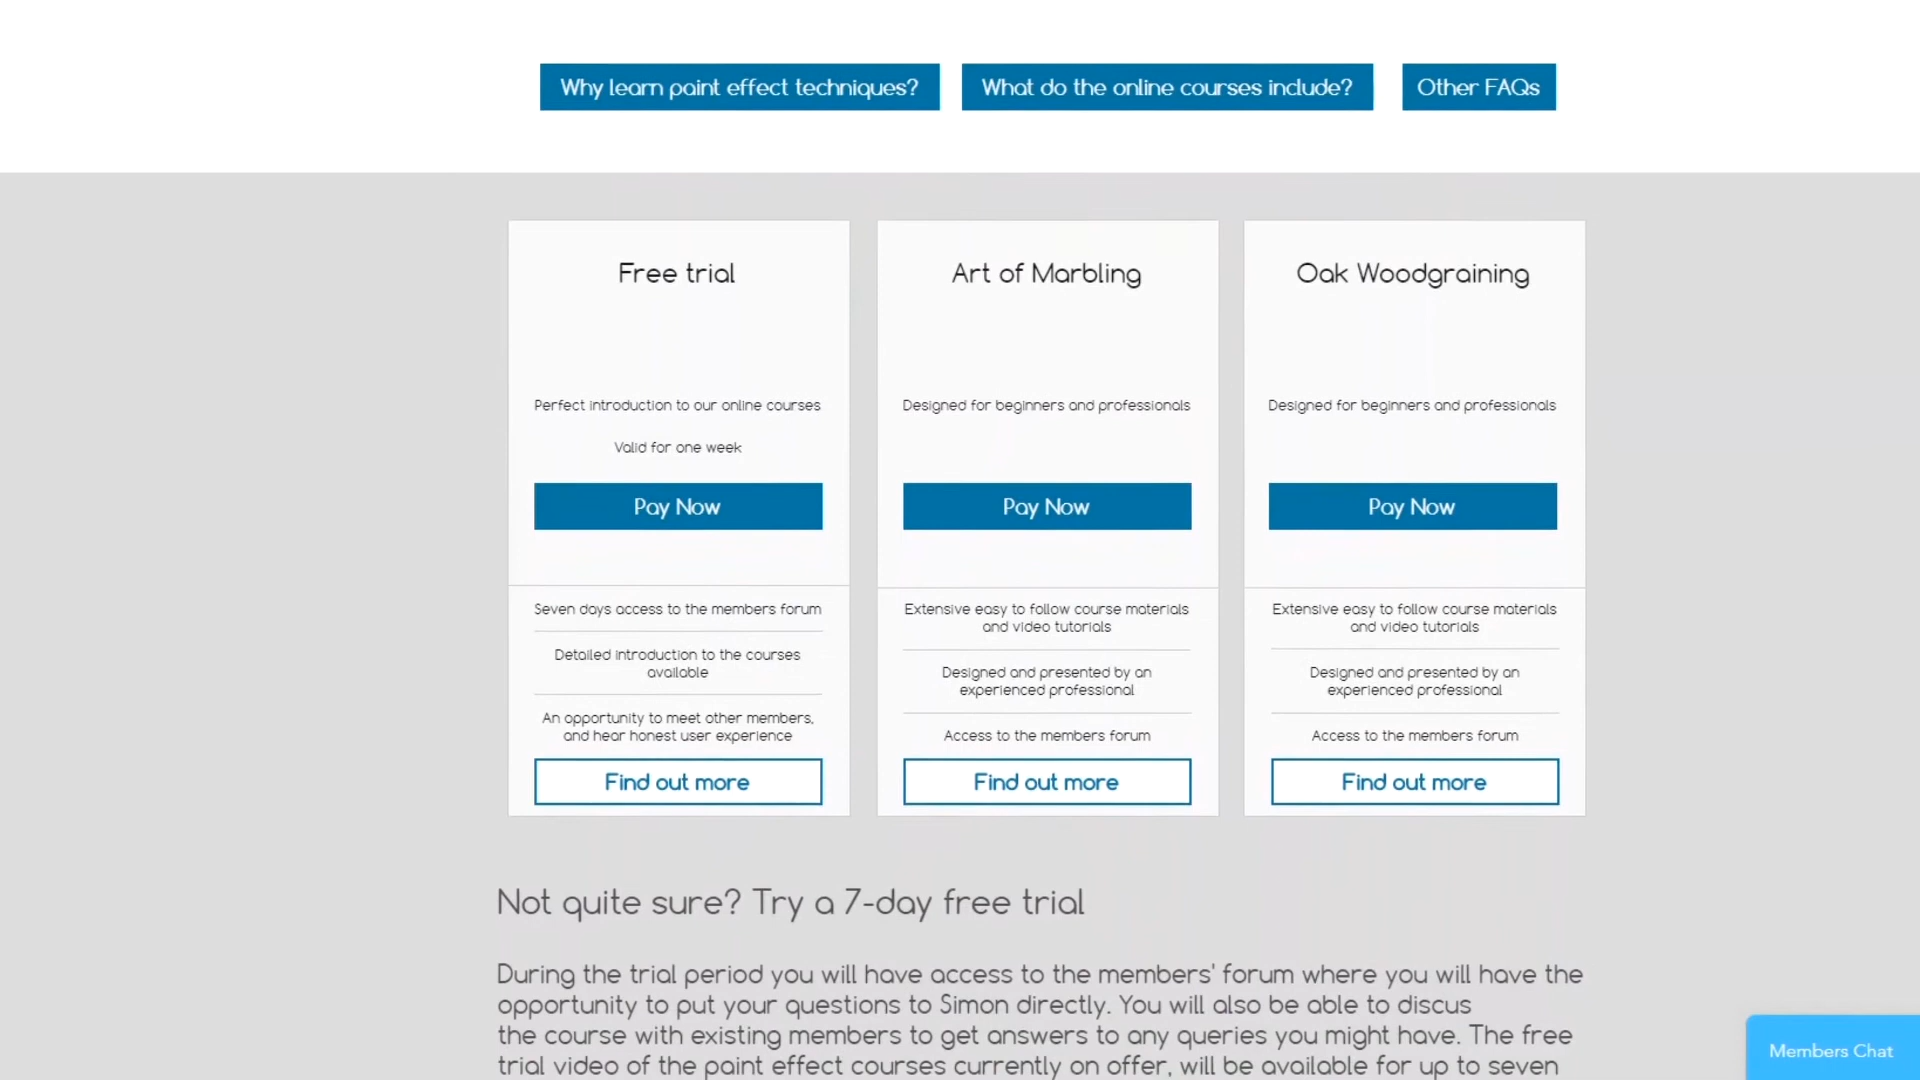 Why learn paint effect techniques? What do the online courses include? Other FAQs
Free trial
Perfect introduction to our online courses
Valid for one week
Pay Now
Seven days access to the members forum
Detailed introduction to the courses
available
An opportunity to meet other members,
and hear honest user experience
Find out more
Art of Marbling
Designed for beginners and professionals
Pay Now
Extensive easy to follow course materials
and video tutorials
Designed and presented by an
experienced professional
Access to the members forum
Find out more
Oak Woodgraining
Designed for beginners and professionals
Pay Now
Extensive easy to follow course materials
and video tutorials
Designed and presented by an
experienced professional
Access to the members forum
Find out more
Not quite sure? Try a 7-day free trial
During the trial period you will have access to the members' forum where you will have the
opportunity to put your questions to Simon directly. You will also be able to discus
the course with existing members to get answers to any queries you might have. The free
trial video of the paint effect courses currently on offer, will be available for up to seven
Members Chat